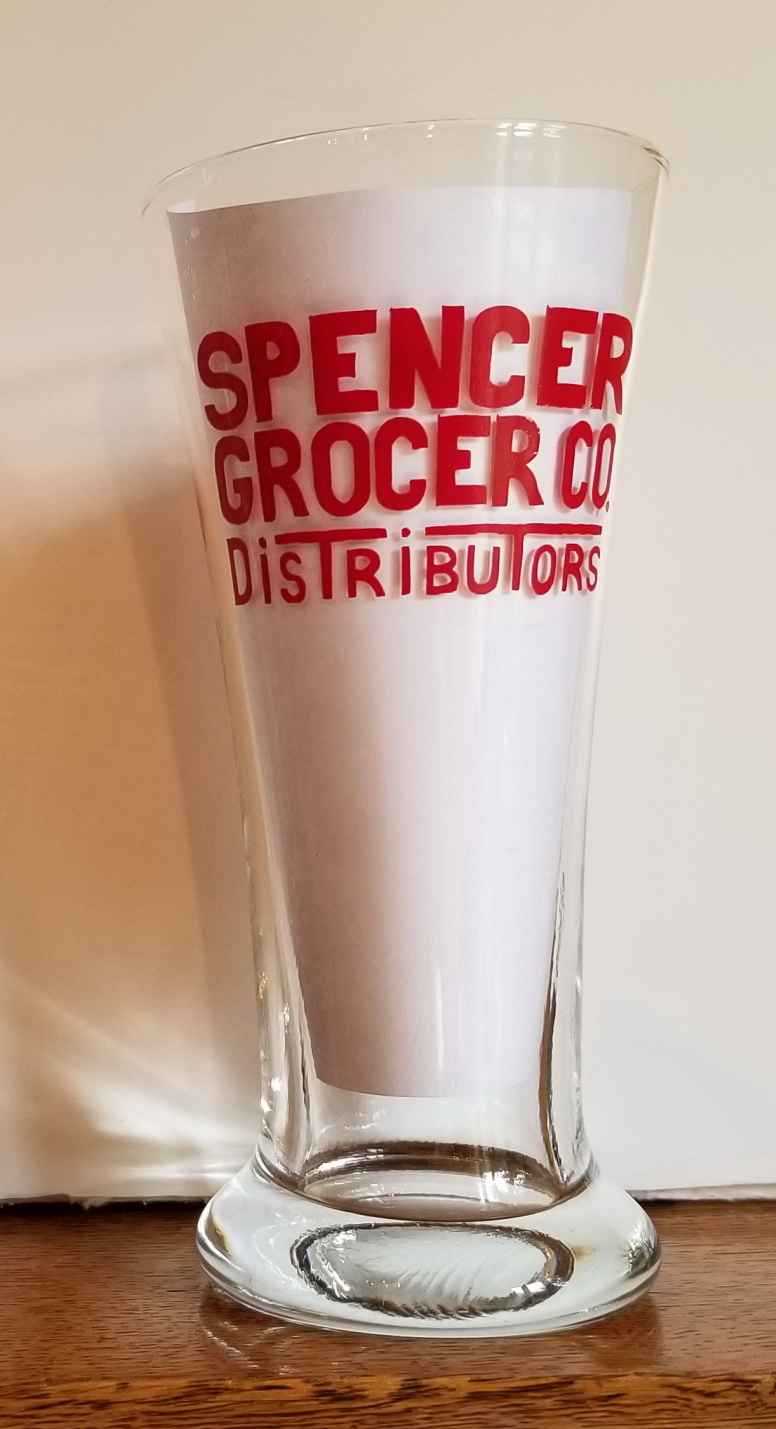 SPENCER
GROCER CO.
DiSTRiBUTORS